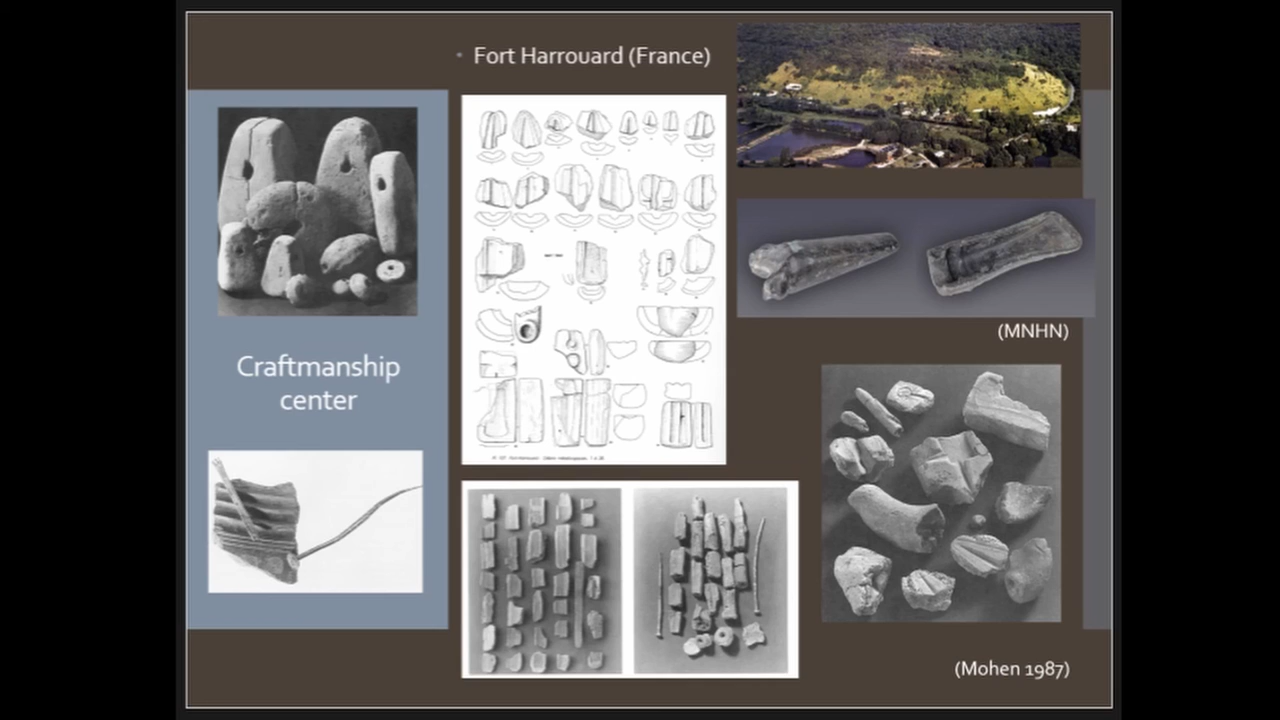 • Fort Harrouard (France)
Craftmanship
center
(MNHN)
(Mohen 1987)